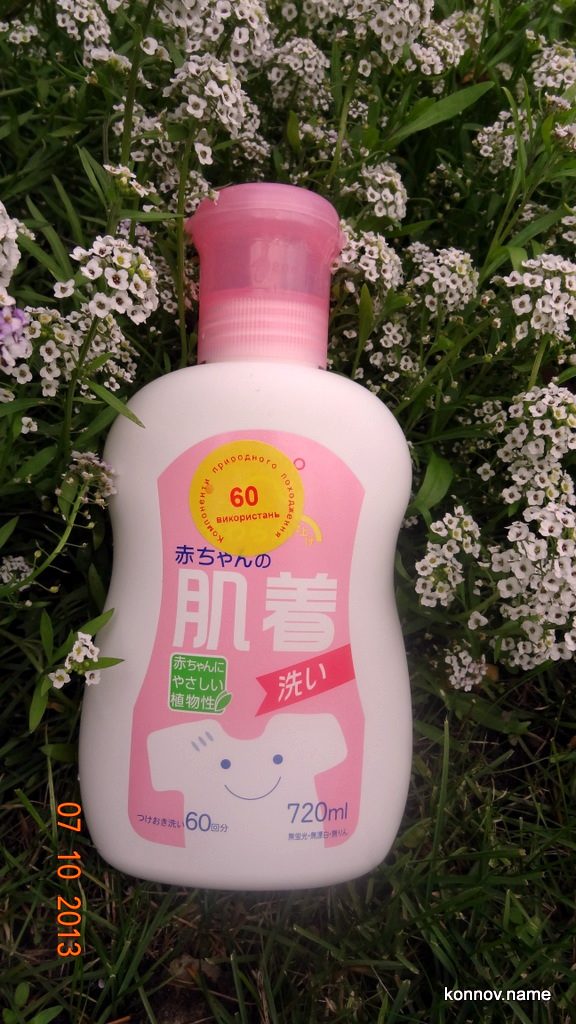 Компоненти природного походження
60
використань
赤ちゃんの
肌着
洗い
赤ちゃんに
やさしい
植物性
つけおき洗い60回分
720ml
無蛍光・無漂白・無りん
07 10 2013
konnov.name